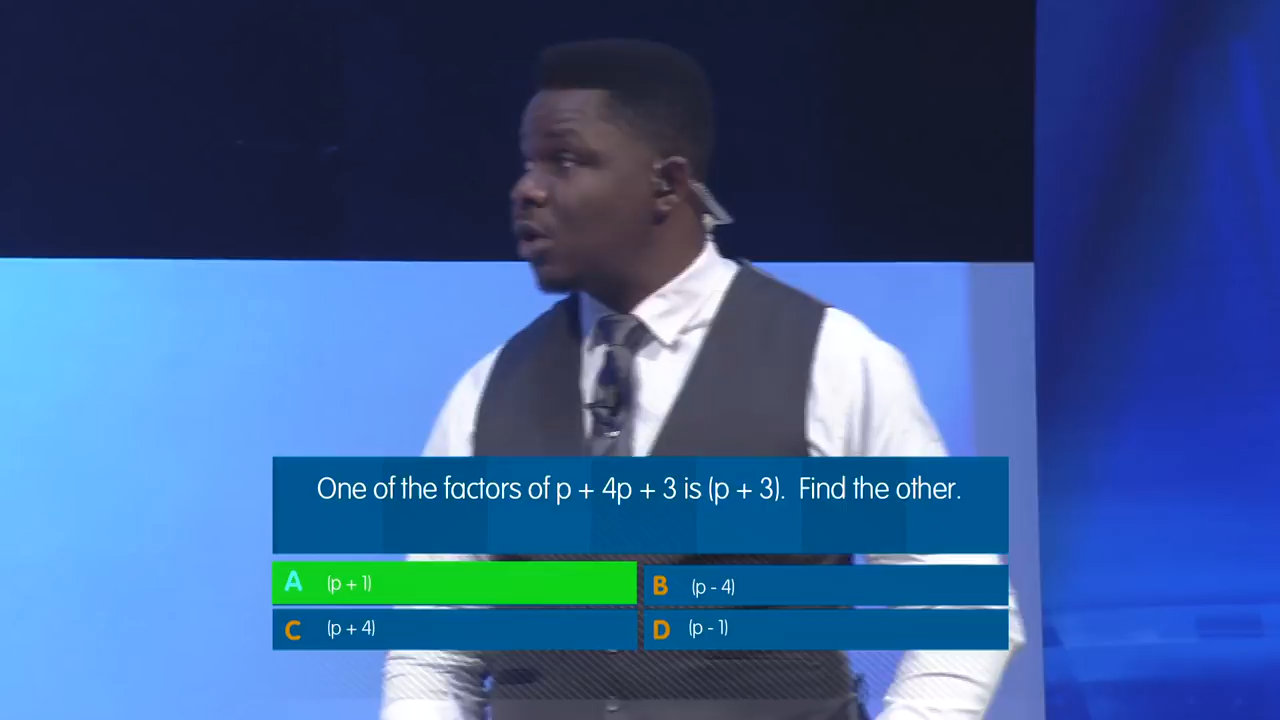 One of the factors of p + 4p + 3 is (p + 3). Find the other.
A (p + 1)
B (p - 4)
C (p + 4)
D (p - 1)